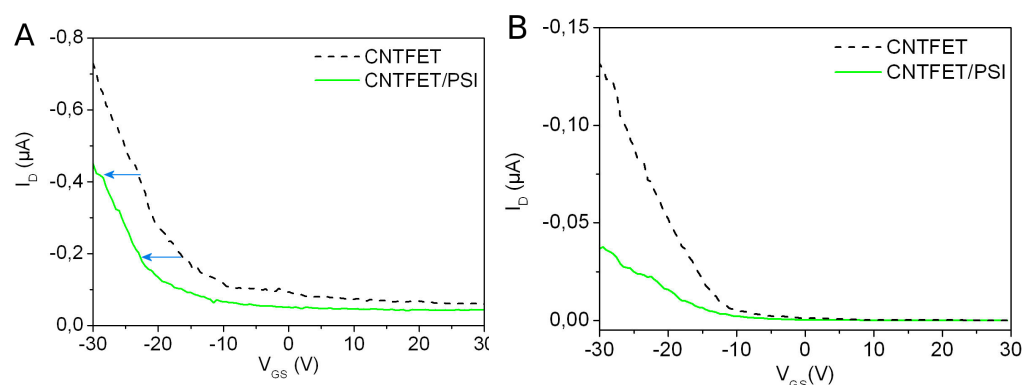 A
-0,8
-0,6
-0,4
-0,2
0,0
I_D (µA)
CNTFET
CNTFET/PSI
-30 -20 -10 0 10 20 30
V_GS (V)
B
-0,15
-0,10
-0,05
0,00
I_D (µA)
CNTFET
CNTFET/PSI
-30 -20 -10 0 10 20 30
V_GS(V)